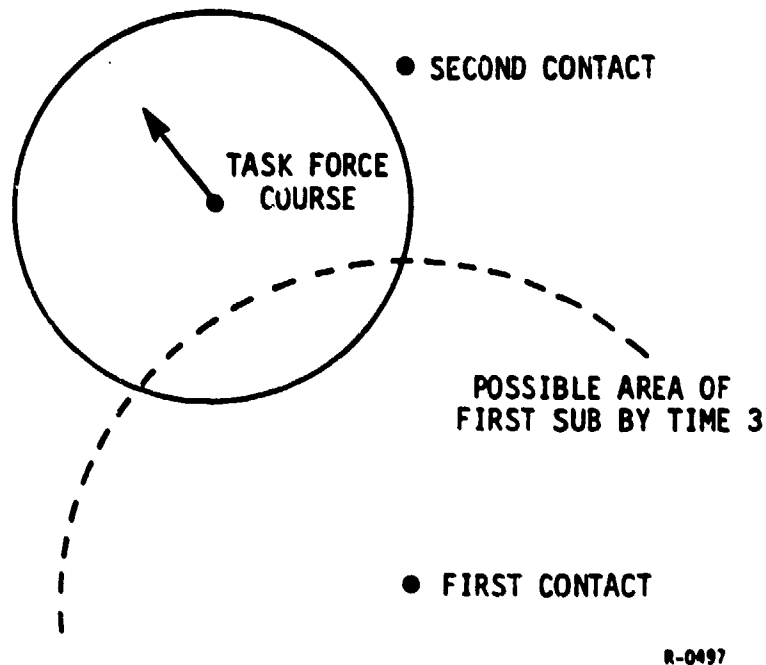 SECOND CONTACT
TASK FORCE
COURSE
POSSIBLE AREA OF
FIRST SUB BY TIME 3
FIRST CONTACT
R-0497